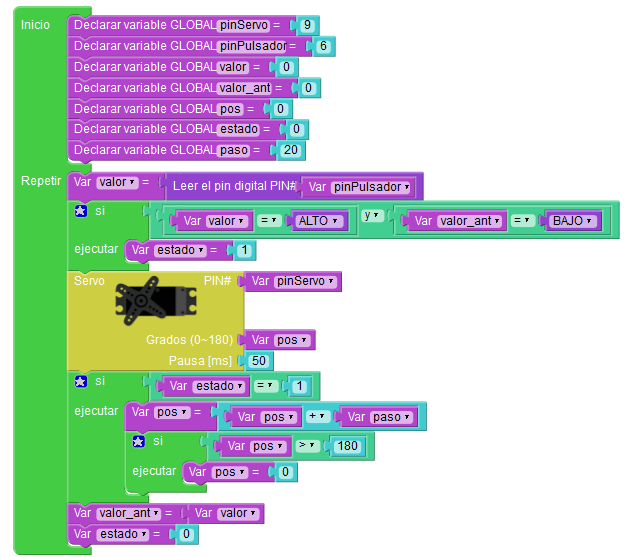 Inicio
Declarar variable GLOBAL pinServo = 9
Declarar variable GLOBAL pinPulsador = 6
Declarar variable GLOBAL valor = 0
Declarar variable GLOBAL valor_ant = 0
Declarar variable GLOBAL pos = 0
Declarar variable GLOBAL estado = 0
Declarar variable GLOBAL paso = 20
Repetir Var valor = Leer el pin digital PIN# Var pinPulsador
si Var valor = ALTO y Var valor_ant = BAJO
ejecutar Var estado = 1
Servo PIN# Var pinServo
Grados (0~180) Var pos
Pausa [ms] 50
si Var estado = 1
ejecutar Var pos = Var pos + Var paso
si Var pos > 180
ejecutar Var pos = 0
Var valor_ant = Var valor
Var estado = 0